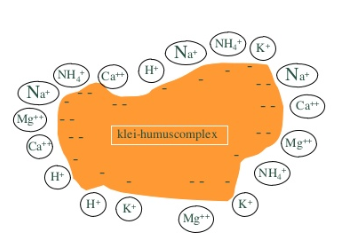 Na⁺
NH₄⁺
K⁺
H⁺
Na⁺
NH₄⁺
Ca⁺⁺
Na⁺
Ca⁺⁺
Mg⁺⁺
klei-humuscomplex
Ca⁺⁺
Mg⁺⁺
H⁺
NH₄⁺
H⁺
K⁺
Mg⁺⁺
K⁺